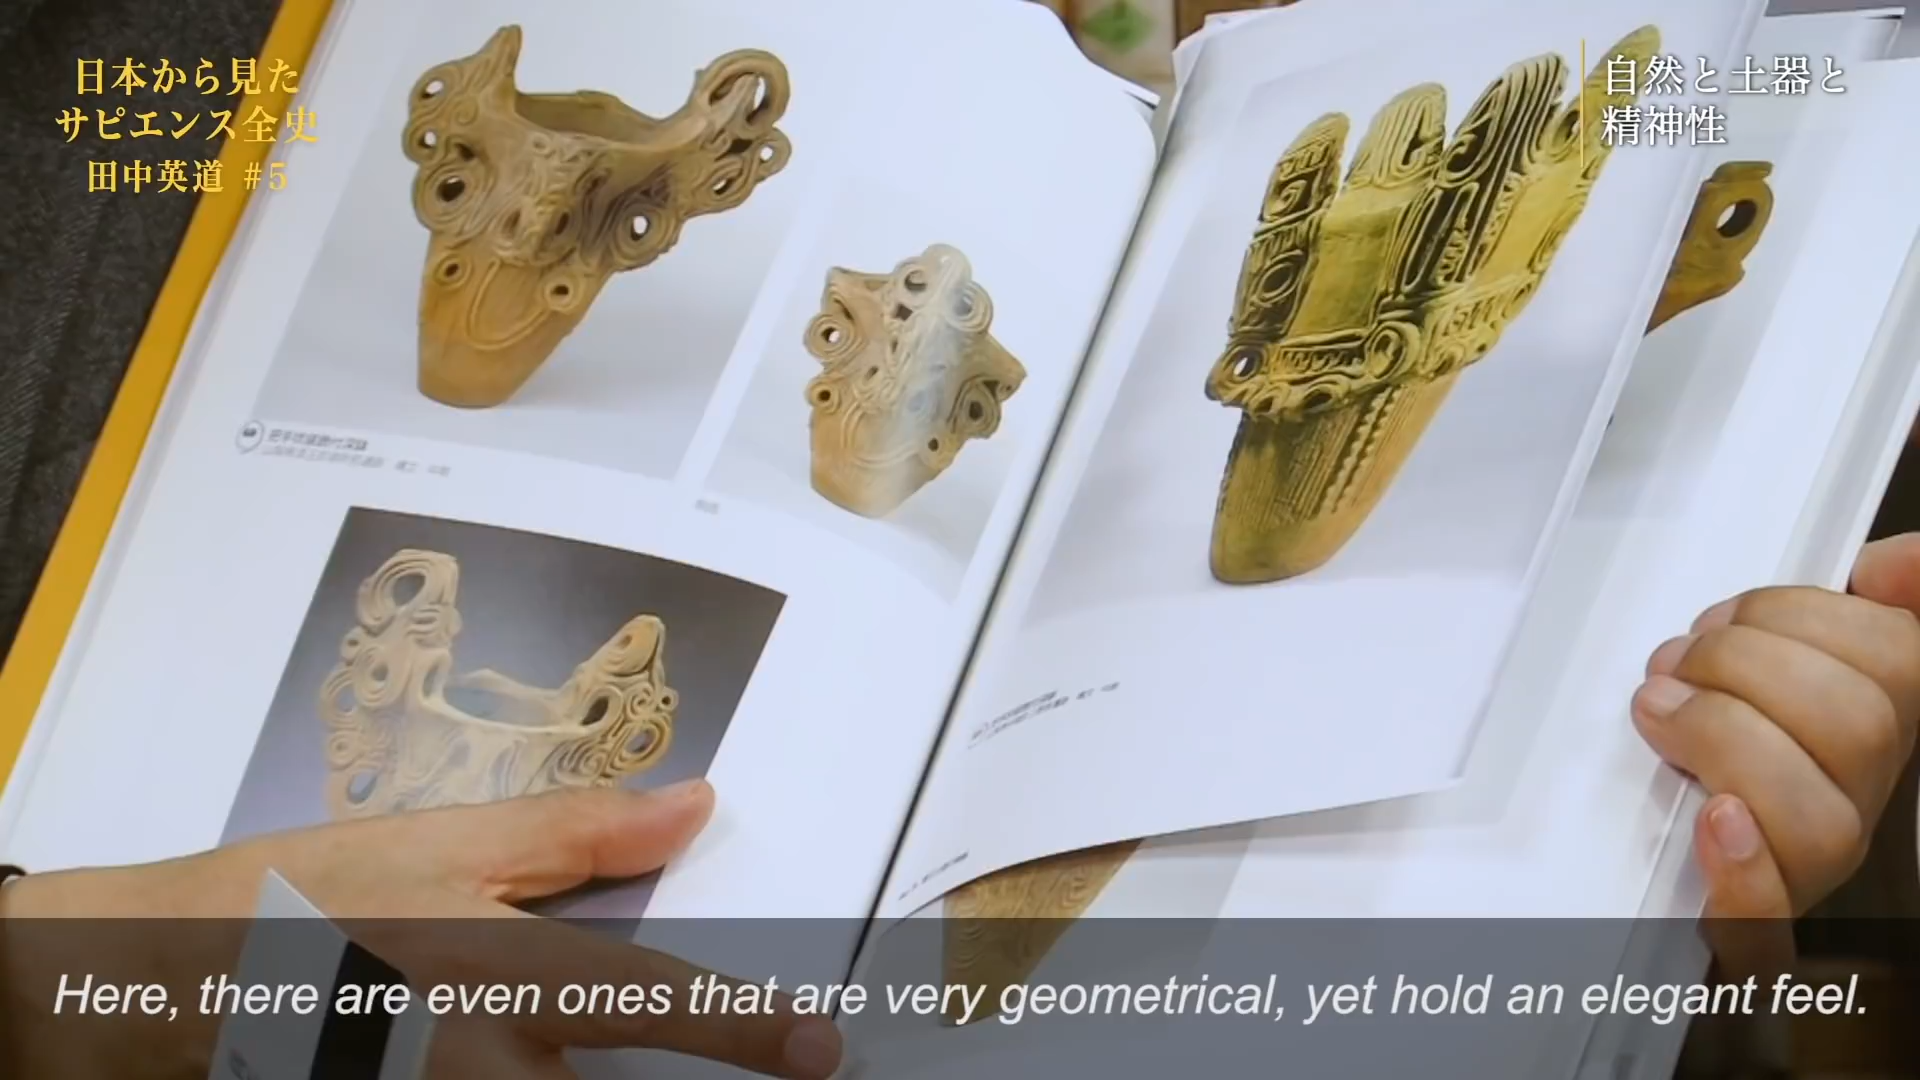 日本から見た
サピエンス全史
田中英道 #5
自然と土器と
精神性
Here, there are even ones that are very geometrical, yet hold an elegant feel.